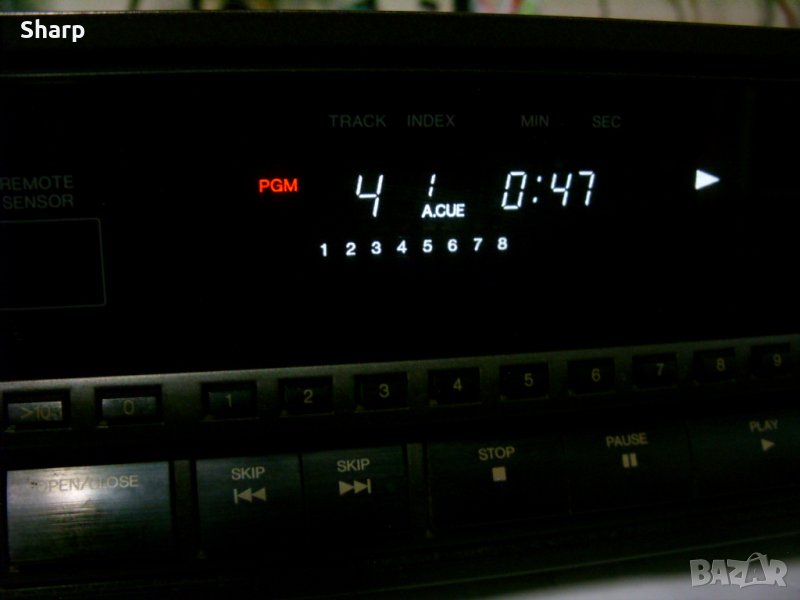 Sharp
TRACK INDEX MIN SEC
REMOTE SENSOR
PGM 4 1 0:47
A.CUE
1 2 3 4 5 6 7 8
>10 0 1 2 3 4 5 6 7 8 9
OPEN/CLOSE SKIP SKIP STOP PAUSE PLAY
BAZAR